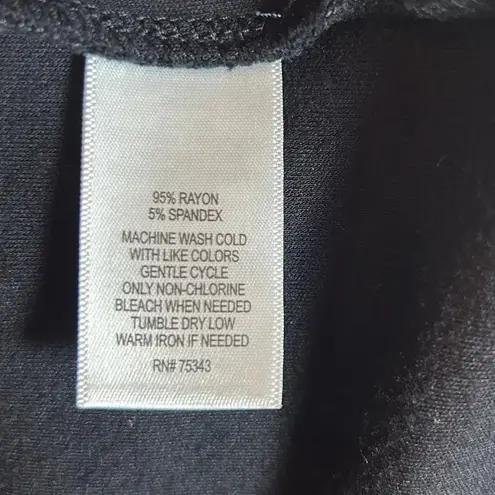 95% RAYON
5% SPANDEX
MACHINE WASH COLD
WITH LIKE COLORS
GENTLE CYCLE
ONLY NON-CHLORINE
BLEACH WHEN NEEDED
TUMBLE DRY LOW
WARM IRON IF NEEDED
RN# 75343